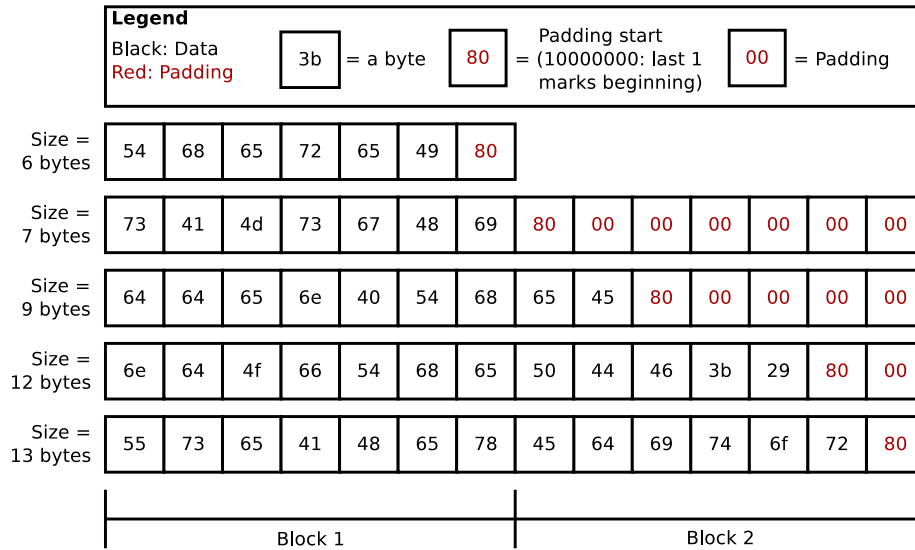 Legend
Black: Data
Red: Padding
3b = a byte
80 = Padding start
(10000000: last 1
marks beginning)
00 = Padding
Size =
6 bytes
54 68 65 72 65 49 80
Size =
7 bytes
73 41 4d 73 67 48 69 80 00 00 00 00 00 00
Size =
9 bytes
64 64 65 6e 40 54 68 65 45 80 00 00 00 00
Size =
12 bytes
6e 64 4f 66 54 68 65 50 44 46 3b 29 80 00
Size =
13 bytes
55 73 65 41 48 65 78 45 64 69 74 6f 72 80
Block 1 Block 2